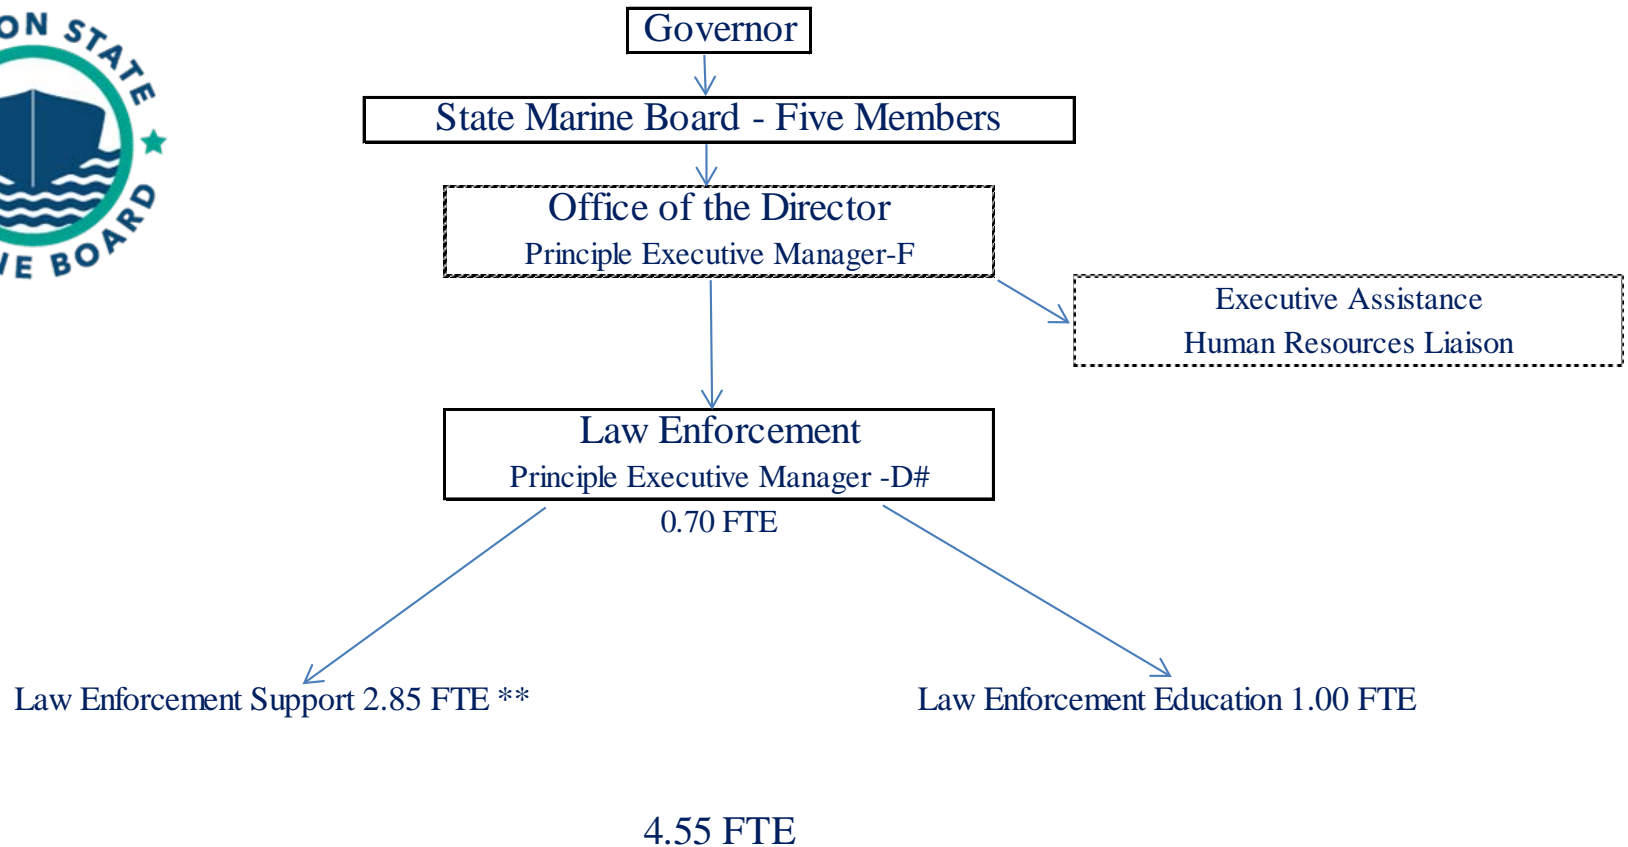 ON STATE
NE BOARD
Governor
State Marine Board - Five Members
Office of the Director
Principle Executive Manager-F
Executive Assistance
Human Resources Liaison
Law Enforcement
Principle Executive Manager -D#
0.70 FTE
Law Enforcement Support 2.85 FTE **
Law Enforcement Education 1.00 FTE
4.55 FTE